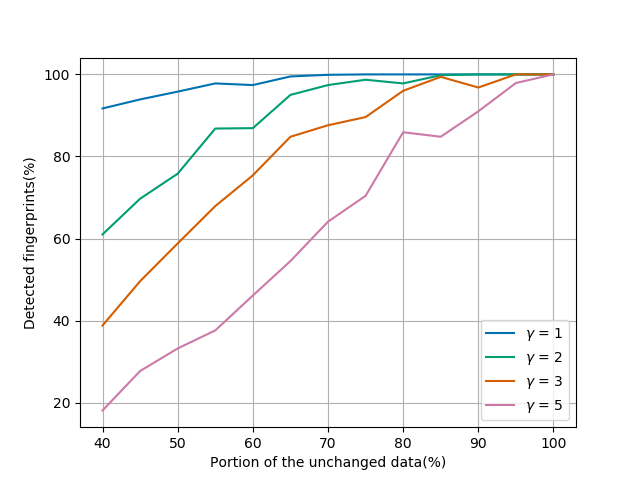 100
80
60
40
20
Detected fingerprints(%)
γ = 1
γ = 2
γ = 3
γ = 5
40 50 60 70 80 90 100
Portion of the unchanged data(%)